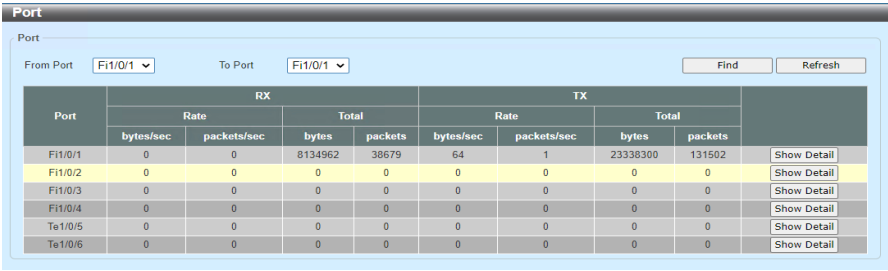 Port
Port
From Port Fi1/0/1 To Port Fi1/0/1 Find Refresh
RX TX
Port Rate Total Rate Total
bytes/sec packets/sec bytes packets bytes/sec packets/sec bytes packets
Fi1/0/1 0 0 8134962 38679 64 1 23338300 131502 Show Detail
Fi1/0/2 0 0 0 0 0 0 0 0 Show Detail
Fi1/0/3 0 0 0 0 0 0 0 0 Show Detail
Fi1/0/4 0 0 0 0 0 0 0 0 Show Detail
Te1/0/5 0 0 0 0 0 0 0 0 Show Detail
Te1/0/6 0 0 0 0 0 0 0 0 Show Detail